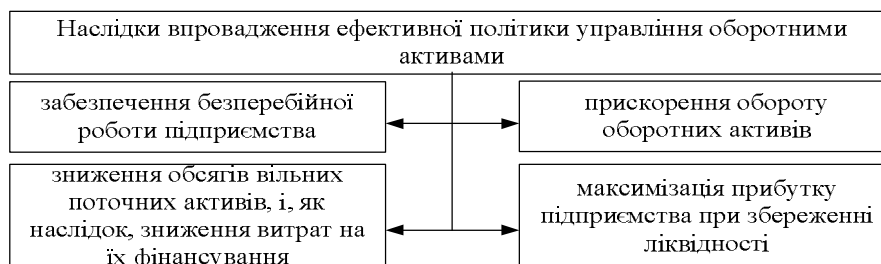 Наслідки впровадження ефективної політики управління оборотними
активами
забезпечення безперебійної
роботи підприємства
прискорення обороту
оборотних активів
зниження обсягів вільних
поточних активів, і, як
наслідок, зниження витрат на
їх фінансування
максимізація прибутку
підприємства при збереженні
ліквідності